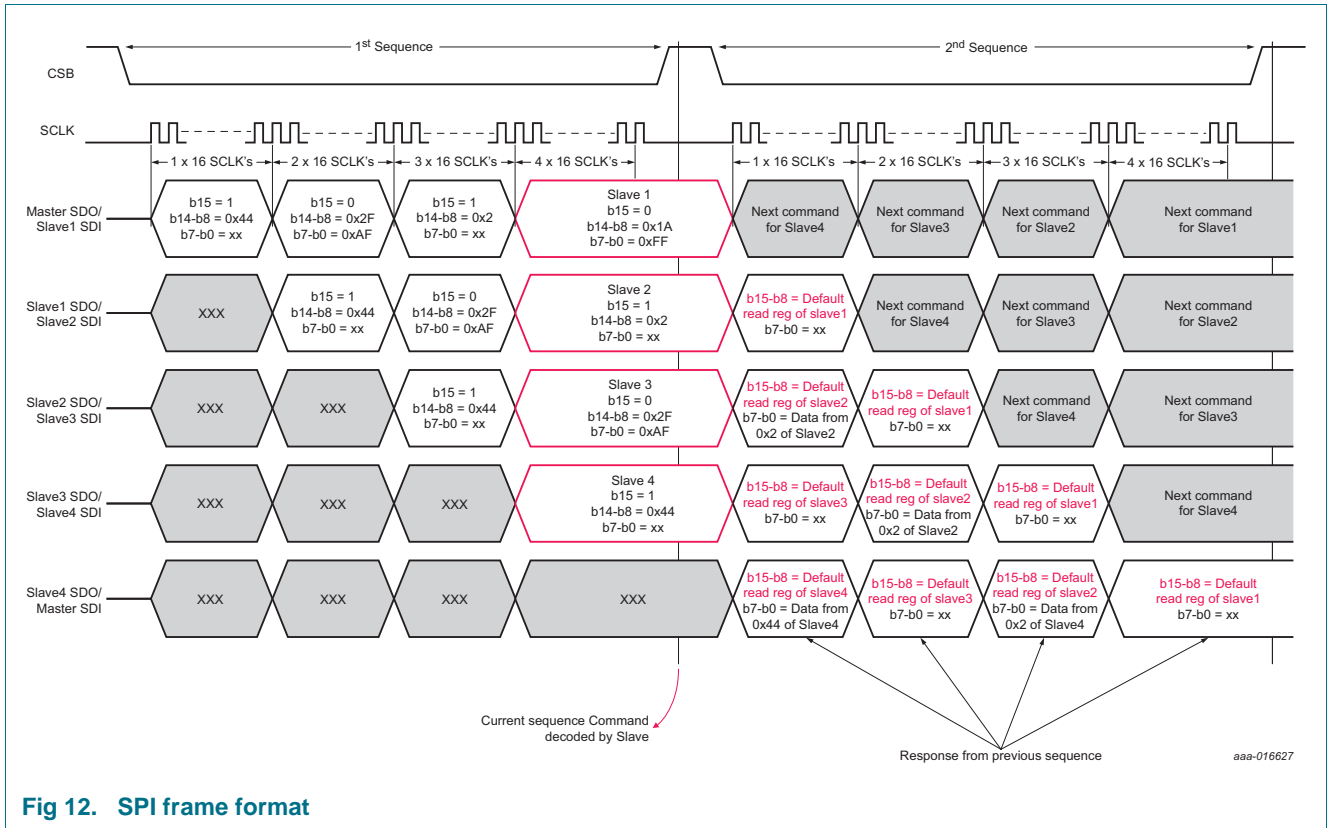 1st Sequence
2nd Sequence
CSB
SCLK
1 x 16 SCLK's
2 x 16 SCLK's
3 x 16 SCLK's
4 x 16 SCLK's
1 x 16 SCLK's
2 x 16 SCLK's
3 x 16 SCLK's
4 x 16 SCLK's
Master SDO/
Slave1 SDI
b15 = 1
b14-b8 = 0x44
b7-b0 = xx
b15 = 0
b14-b8 = 0x2F
b7-b0 = 0xAF
b15 = 1
b14-b8 = 0x2
b7-b0 = xx
Slave 1
b15 = 0
b14-b8 = 0x1A
b7-b0 = 0xFF
Next command
for Slave4
Next command
for Slave3
Next command
for Slave2
Next command
for Slave1
Slave1 SDO/
Slave2 SDI
XXX
b15 = 1
b14-b8 = 0x44
b7-b0 = xx
b15 = 0
b14-b8 = 0x2F
b7-b0 = 0xAF
Slave 2
b15 = 1
b14-b8 = 0x2
b7-b0 = xx
b15-b8 = Default
read reg of slave1
b7-b0 = xx
Next command
for Slave4
Next command
for Slave3
Next command
for Slave2
Slave2 SDO/
Slave3 SDI
XXX
XXX
b15 = 1
b14-b8 = 0x44
b7-b0 = xx
Slave 3
b15 = 0
b14-b8 = 0x2F
b7-b0 = 0xAF
b15-b8 = Default
read reg of slave2
b7-b0 = Data from
0x2 of Slave2
b15-b8 = Default
read reg of slave1
b7-b0 = xx
Next command
for Slave4
Next command
for Slave3
Slave3 SDO/
Slave4 SDI
XXX
XXX
XXX
Slave 4
b15 = 1
b14-b8 = 0x44
b7-b0 = xx
b15-b8 = Default
read reg of slave3
b7-b0 = xx
b15-b8 = Default
read reg of slave2
b7-b0 = Data from
0x2 of Slave2
b15-b8 = Default
read reg of slave1
b7-b0 = xx
Next command
for Slave4
Slave4 SDO/
Master SDI
XXX
XXX
XXX
XXX
b15-b8 = Default
read reg of slave4
b7-b0 = Data from
0x44 of Slave4
b15-b8 = Default
read reg of slave3
b7-b0 = xx
b15-b8 = Default
read reg of slave2
b7-b0 = Data from
0x2 of Slave4
b15-b8 = Default
read reg of slave1
b7-b0 = xx
Current sequence Command
decoded by Slave
Response from previous sequence
aaa-016627
Fig 12. SPI frame format